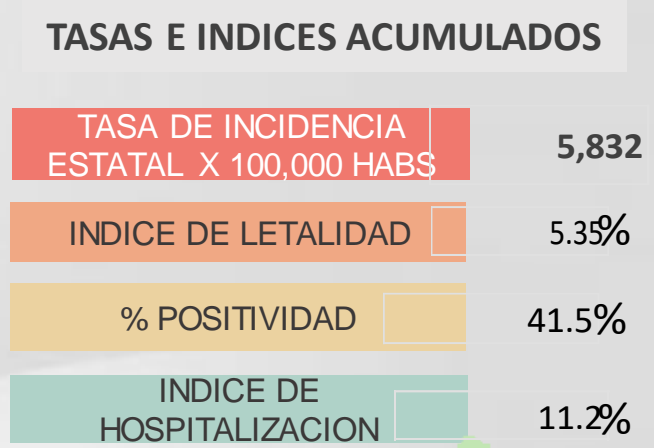 TASAS E INDICES ACUMULADOS
TASA DE INCIDENCIA
ESTATAL X 100,000 HABS
5,832
INDICE DE LETALIDAD
5.35%
% POSITIVIDAD
41.5%
INDICE DE
HOSPITALIZACION
11.2%